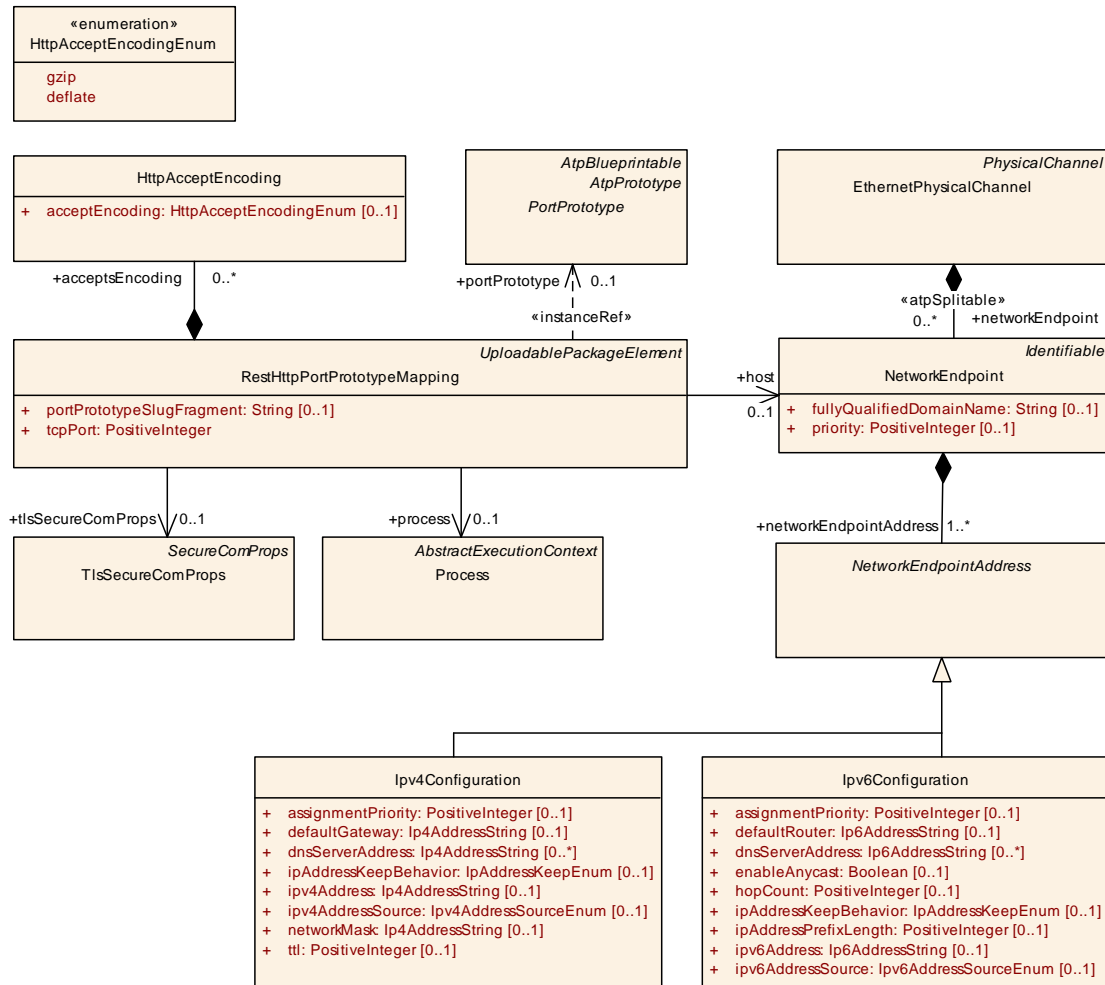 «enumeration»
HttpAcceptEncodingEnum
gzip
deflate
HttpAcceptEncoding
+ acceptEncoding: HttpAcceptEncodingEnum [0..1]
AtpBlueprintable
AtpPrototype
PortPrototype
PhysicalChannel
EthernetPhysicalChannel
+acceptsEncoding 0..*
+portPrototype 0..1
«instanceRef»
«atpSplitable»
0..* +networkEndpoint
UploadablePackageElement
RestHttpPortPrototypeMapping
+ portPrototypeSlugFragment: String [0..1]
+ tcpPort: PositiveInteger
+host
0..1
Identifiable
NetworkEndpoint
+ fullyQualifiedDomainName: String [0..1]
+ priority: PositiveInteger [0..1]
+tlsSecureComProps 0..1
+process 0..1
+networkEndpointAddress 1..*
SecureComProps
TlsSecureComProps
AbstractExecutionContext
Process
NetworkEndpointAddress
Ipv4Configuration
+ assignmentPriority: PositiveInteger [0..1]
+ defaultGateway: Ip4AddressString [0..1]
+ dnsServerAddress: Ip4AddressString [0..*]
+ ipAddressKeepBehavior: IpAddressKeepEnum [0..1]
+ ipv4Address: Ip4AddressString [0..1]
+ ipv4AddressSource: Ipv4AddressSourceEnum [0..1]
+ networkMask: Ip4AddressString [0..1]
+ ttl: PositiveInteger [0..1]
Ipv6Configuration
+ assignmentPriority: PositiveInteger [0..1]
+ defaultRouter: Ip6AddressString [0..1]
+ dnsServerAddress: Ip6AddressString [0..*]
+ enableAnycast: Boolean [0..1]
+ hopCount: PositiveInteger [0..1]
+ ipAddressKeepBehavior: IpAddressKeepEnum [0..1]
+ ipAddressPrefixLength: PositiveInteger [0..1]
+ ipv6Address: Ip6AddressString [0..1]
+ ipv6AddressSource: Ipv6AddressSourceEnum [0..1]